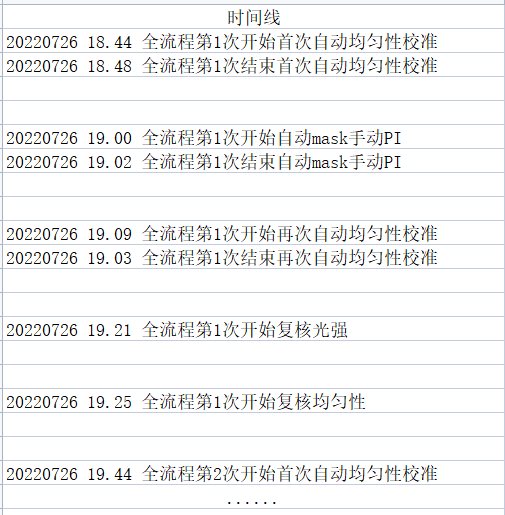 时间线
20220726 18.44 全流程第1次开始首次自动均匀性校准
20220726 18.48 全流程第1次结束首次自动均匀性校准
20220726 19.00 全流程第1次开始自动mask手动PI
20220726 19.02 全流程第1次结束自动mask手动PI
20220726 19.09 全流程第1次开始再次自动均匀性校准
20220726 19.03 全流程第1次结束再次自动均匀性校准
20220726 19.21 全流程第1次开始复核光强
20220726 19.25 全流程第1次开始复核均匀性
20220726 19.44 全流程第2次开始首次自动均匀性校准
......